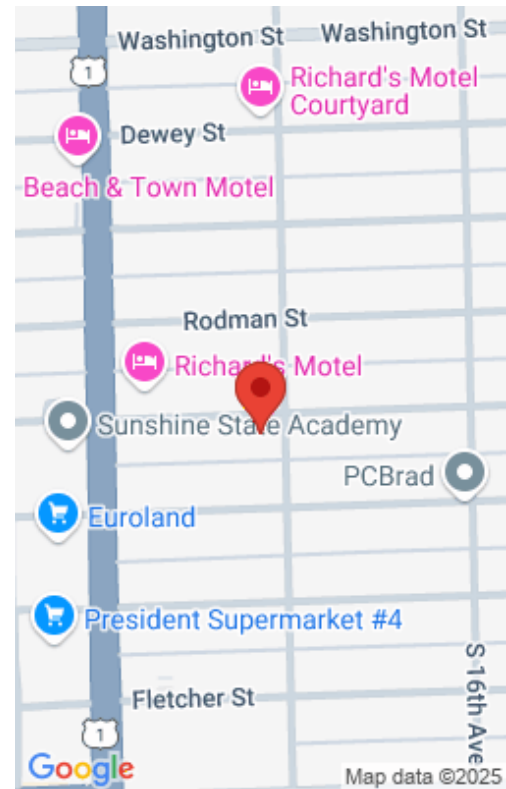 Washington St
Washington St
1
Richard's Motel
Courtyard
Dewey St
Beach & Town Motel
Rodman St
Richard's Motel
Sunshine State Academy
PCBrad
Euroland
President Supermarket #4
S 16th Ave
Fletcher St
1
Google
Map data ©2025